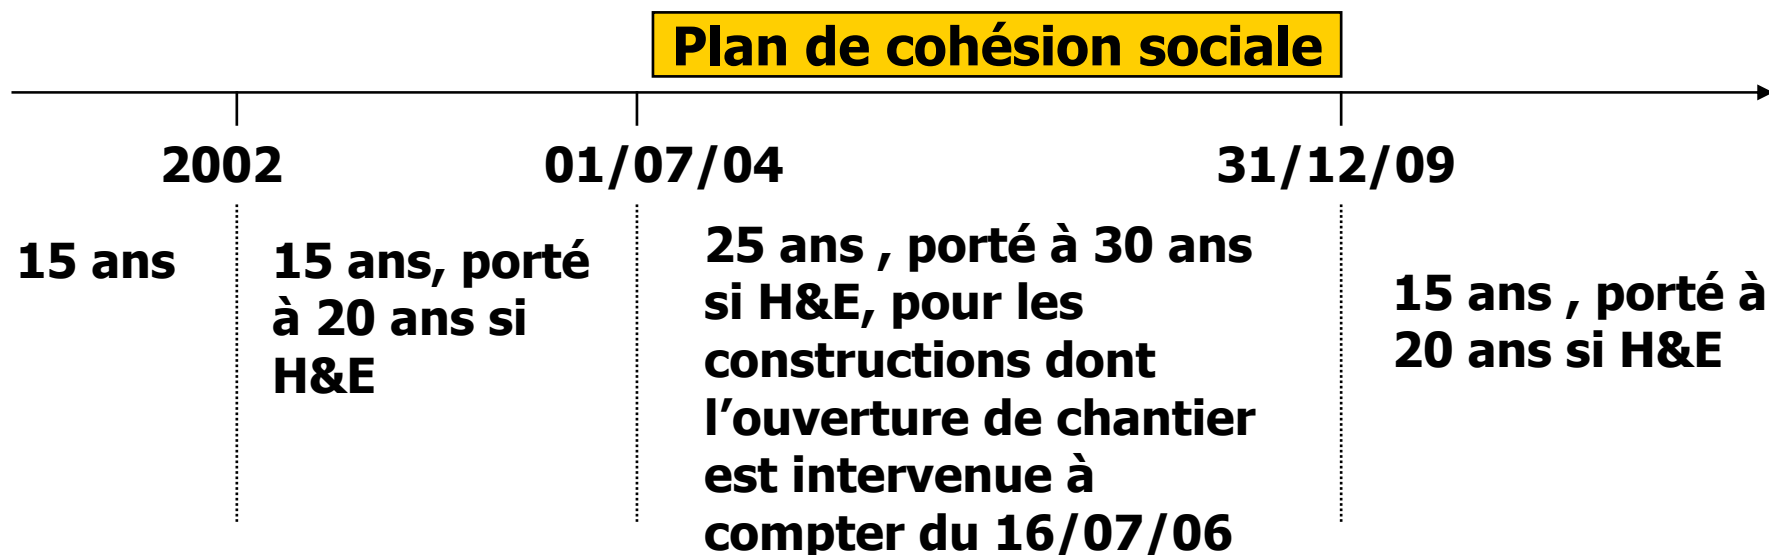 Plan de cohésion sociale
2002
01/07/04
31/12/09
15 ans
15 ans, porté
à 20 ans si
H&E
25 ans , porté à 30 ans
si H&E, pour les
constructions dont
l’ouverture de chantier
est intervenue à
compter du 16/07/06
15 ans , porté à
20 ans si H&E